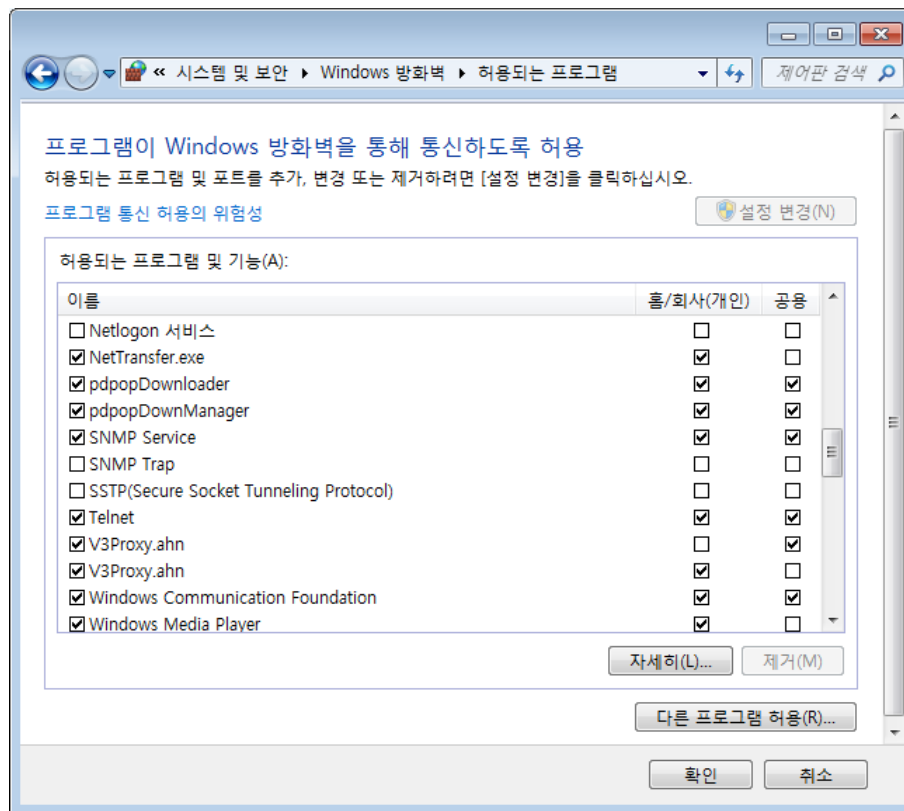 « 시스템 및 보안 ▸ Windows 방화벽 ▸ 허용되는 프로그램 제어판 검색
프로그램이 Windows 방화벽을 통해 통신하도록 허용
허용되는 프로그램 및 포트를 추가, 변경 또는 제거하려면 [설정 변경]을 클릭하십시오.
프로그램 통신 허용의 위험성
설정 변경(N)
허용되는 프로그램 및 기능(A):
이름 홈/회사(개인) 공용
Netlogon 서비스
NetTransfer.exe
pdpopDownloader
pdpopDownManager
SNMP Service
SNMP Trap
SSTP(Secure Socket Tunneling Protocol)
Telnet
V3Proxy.ahn
V3Proxy.ahn
Windows Communication Foundation
Windows Media Player
자세히(L)... 제거(M)
다른 프로그램 허용(R)...
확인 취소